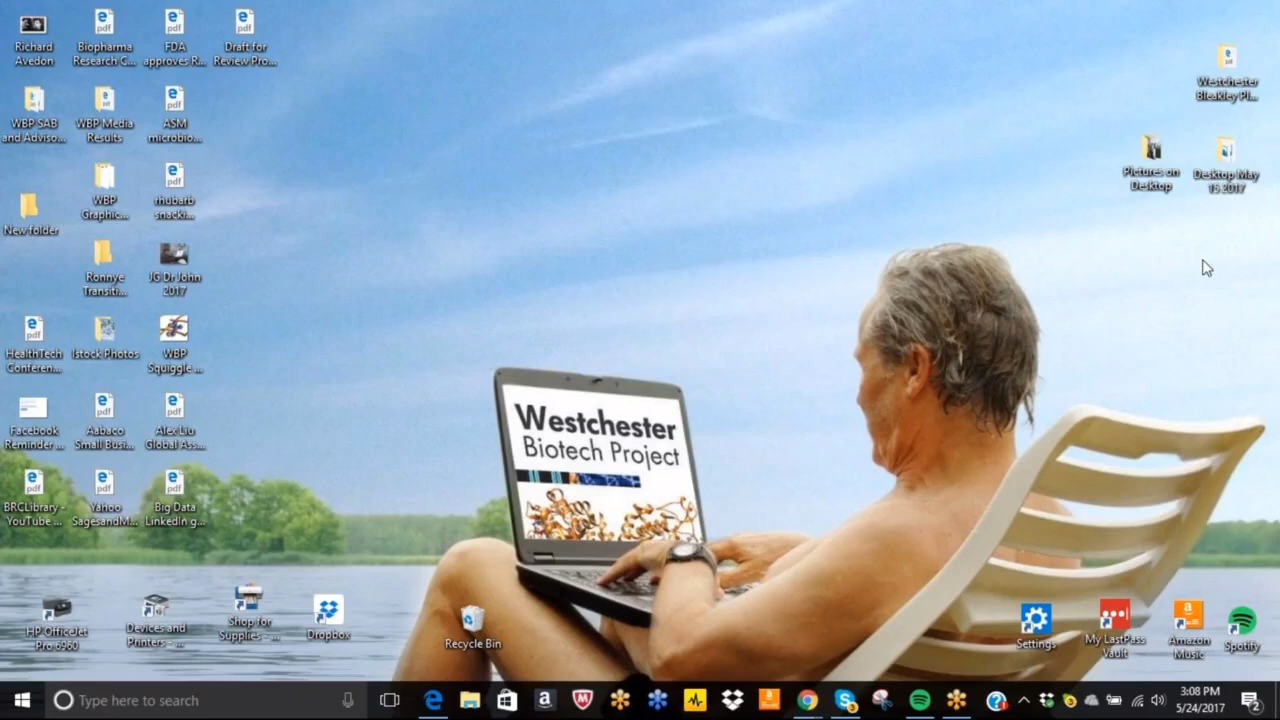 Richard
Avedon
Biopharma
Research C...
FDA
approves R...
Draft for
Review Pro...
Westchester
Bleakley Pl...
WBP SAB
and Adviso...
WBP Media
Results
ASM
microbio...
Pictures on
Desktop
Desktop May
15 2017
New folder
WBP
Graphic...
rhubarb
snacki...
Ronnye
Transiti...
JG Dr John
2017
HealthTech
Conferen...
Istock Photos
WBP
Squiggle ...
Facebook
Reminder ...
Aabaco
Small Busi...
Alex Liu
Global Ass...
BRCLibrary -
YouTube ...
Yahoo
SagesandM...
Big Data
LinkedIn g...
Westchester
Biotech Project
HP OfficeJet
Pro 6960
Devices and
Printers - ...
Shop for
Supplies - ...
Dropbox
Recycle Bin
Settings
My LastPass
Vault
Amazon
Music
Spotify
Type here to search
3:08 PM
5/24/2017